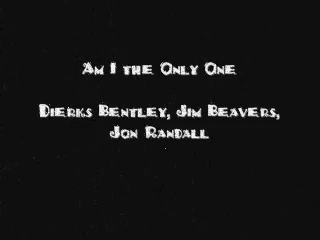 Am I the Only One
Dierks Bentley, Jim Beavers,
Jon Randall